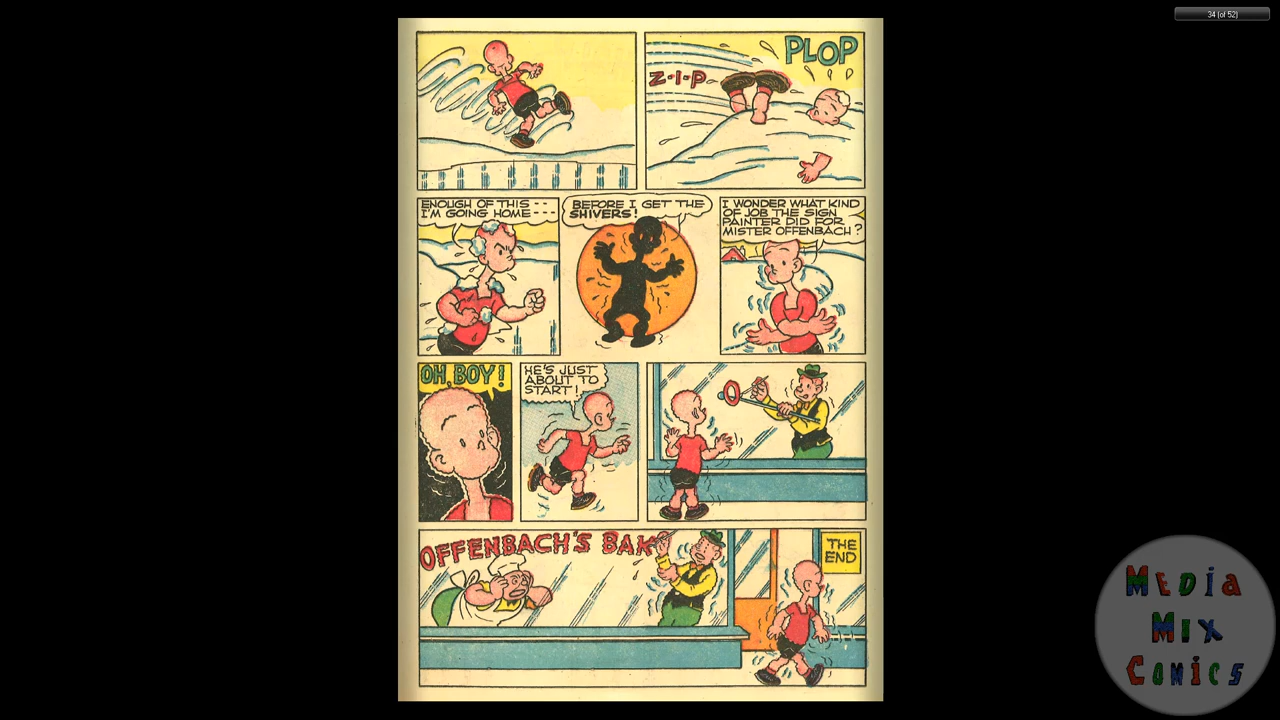 34 (of 52)
PLOP
Z-I-P
ENOUGH OF THIS --
I'M GOING HOME ---
BEFORE I GET THE
SHIVERS!
I WONDER WHAT KIND
OF JOB THE SIGN
PAINTER DID FOR
MISTER OFFENBACH?
OH, BOY!
HE'S JUST
ABOUT TO
START!
OFFENBACH'S BAK
THE
END
MEDIA
MIX
COMICS